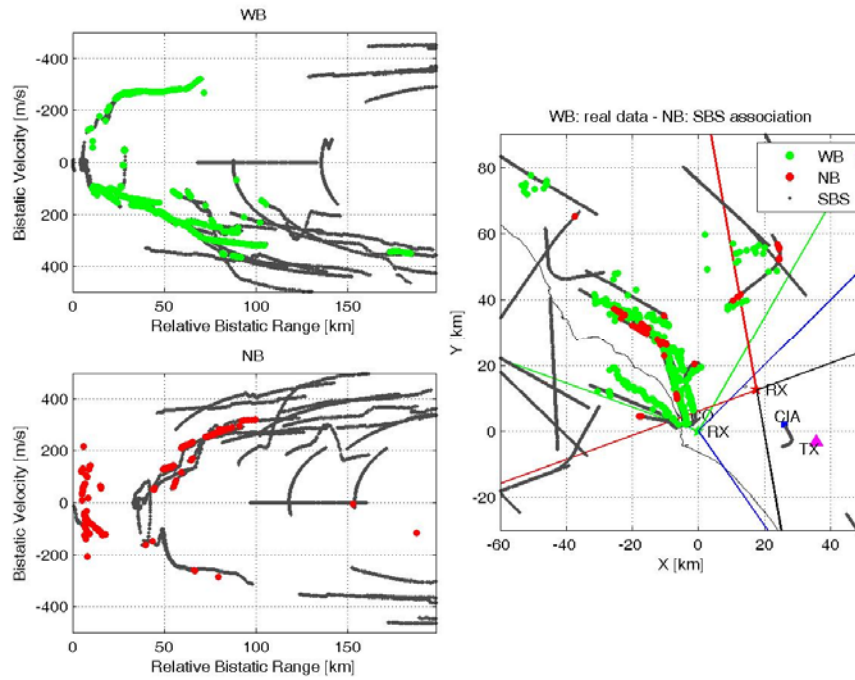 WB
-400
-200
0
200
400
Bistatic Velocity [m/s]
0 50 100 150
Relative Bistatic Range [km]
NB
400
200
0
-200
-400
Bistatic Velocity [m/s]
0 50 100 150
Relative Bistatic Range [km]
WB: real data - NB: SBS association
WB
NB
SBS
80
60
40
20
0
-20
Y [km]
RX
RX
CIA
TX
-60 -40 -20 0 20 40
X [km]